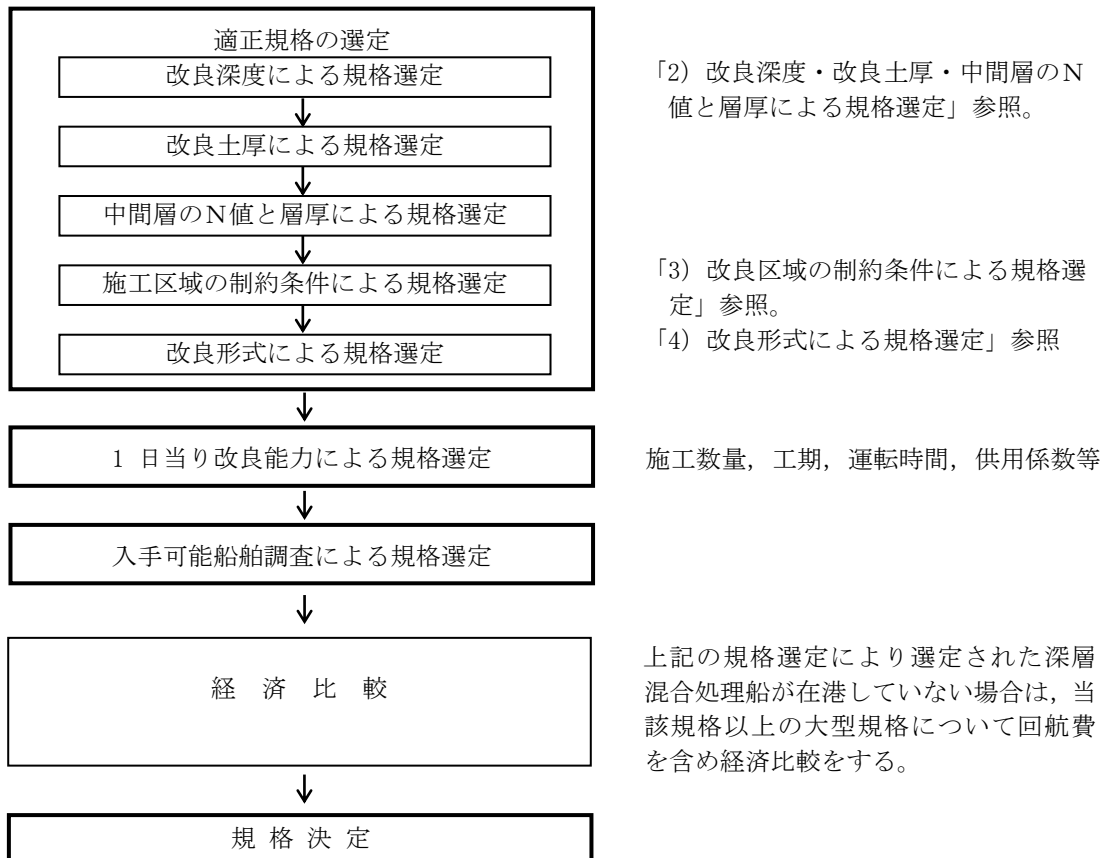 適正規格の選定
改良深度による規格選定
「2) 改良深度・改良土厚・中間層のN
値と層厚による規格選定」参照。
改良土厚による規格選定
中間層のN値と層厚による規格選定
施工区域の制約条件による規格選定
「3) 改良区域の制約条件による規格選
定」参照。
改良形式による規格選定
「4) 改良形式による規格選定」参照
1 日当り改良能力による規格選定
施工数量, 工期, 運転時間, 供用係数等
入手可能船舶調査による規格選定
経 済 比 較
上記の規格選定により選定された深層
混合処理船が在港していない場合は, 当
該規格以上の大型規格について回航費
を含め経済比較をする。
規 格 決 定